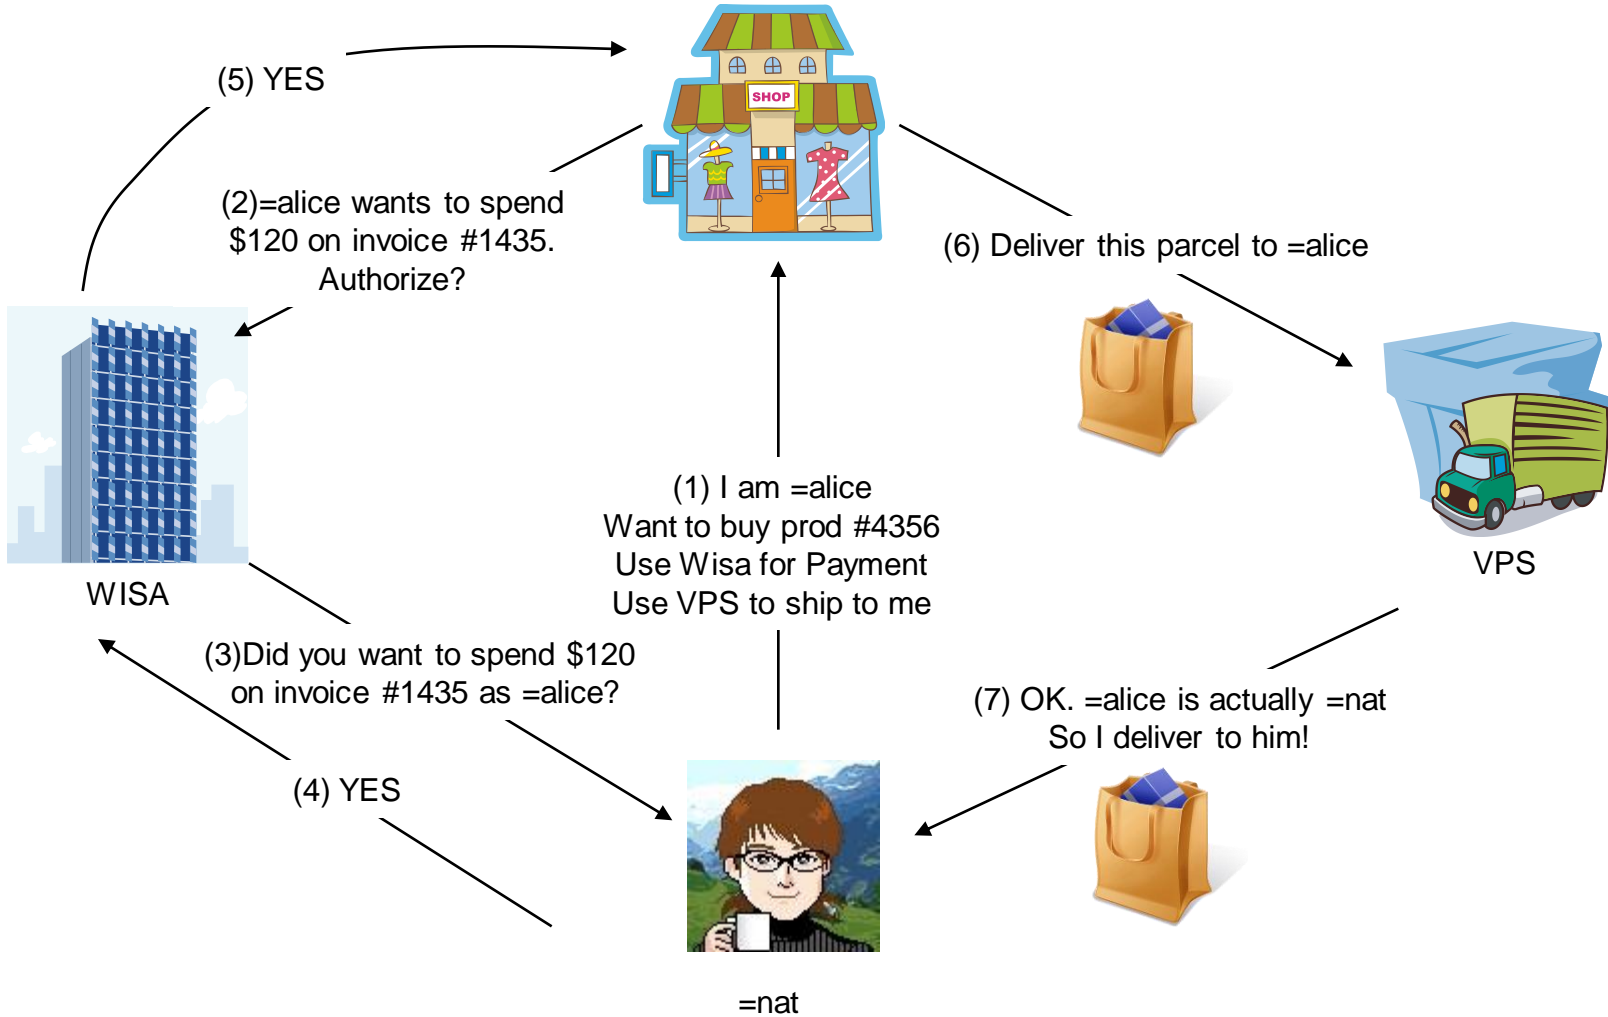 (5) YES
SHOP
(2)=alice wants to spend
$120 on invoice #1435.
Authorize?
(6) Deliver this parcel to =alice
(1) I am =alice
Want to buy prod #4356
Use Wisa for Payment
Use VPS to ship to me
WISA
VPS
(3)Did you want to spend $120
on invoice #1435 as =alice?
(7) OK. =alice is actually =nat
So I deliver to him!
(4) YES
=nat